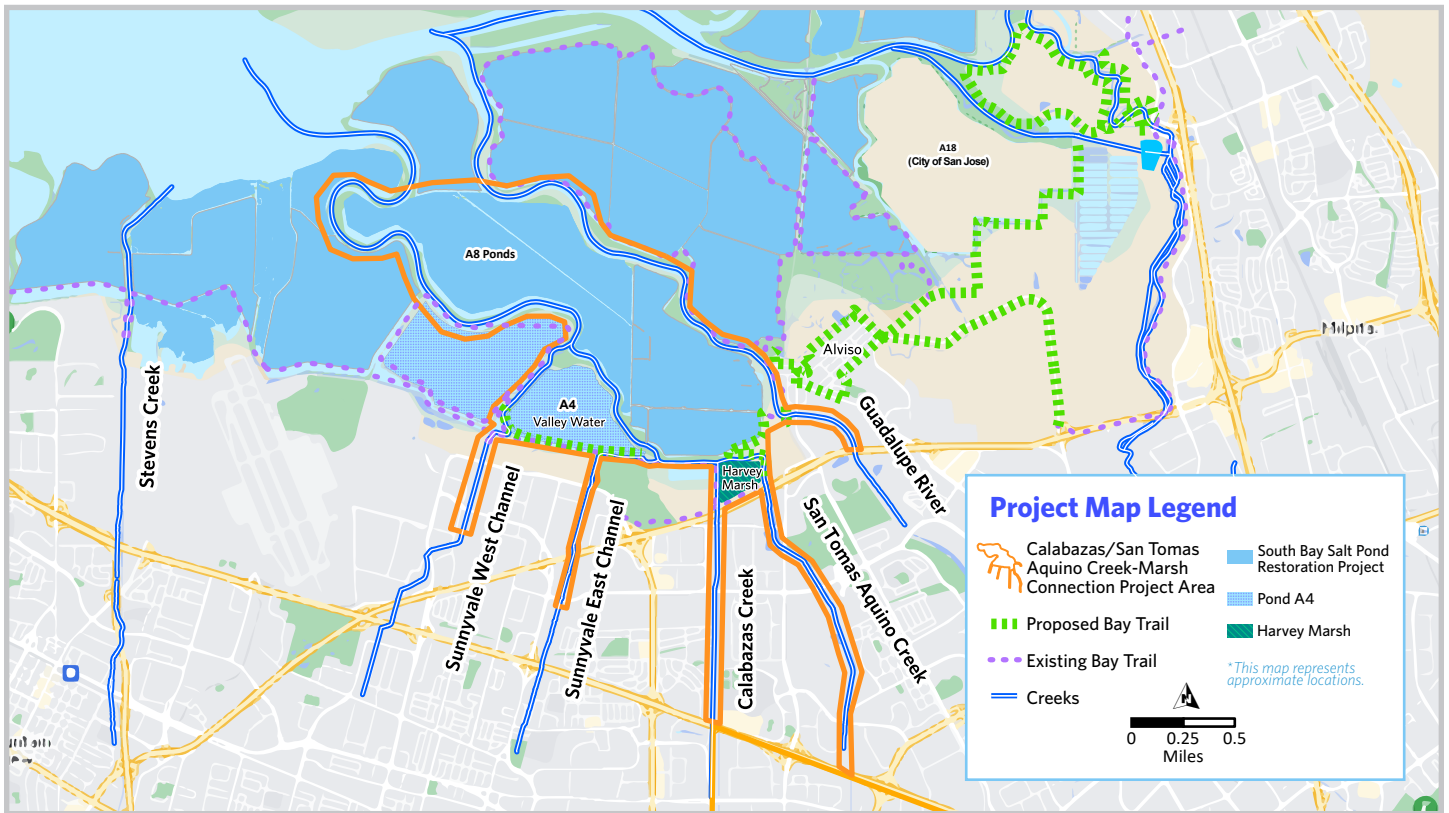 A18
(City of San Jose)
A8 Ponds
Alviso
A4
Valley Water
Harvey
Marsh
Stevens Creek
Sunnyvale West Channel
Sunnyvale East Channel
Calabazas Creek
San Tomas Aquino Creek
Guadalupe River
Project Map Legend
Calabazas/San Tomas
Aquino Creek-Marsh
Connection Project Area
Proposed Bay Trail
Existing Bay Trail
Creeks
South Bay Salt Pond
Restoration Project
Pond A4
Harvey Marsh
*This map represents
approximate locations.
0 0.25 0.5
Miles